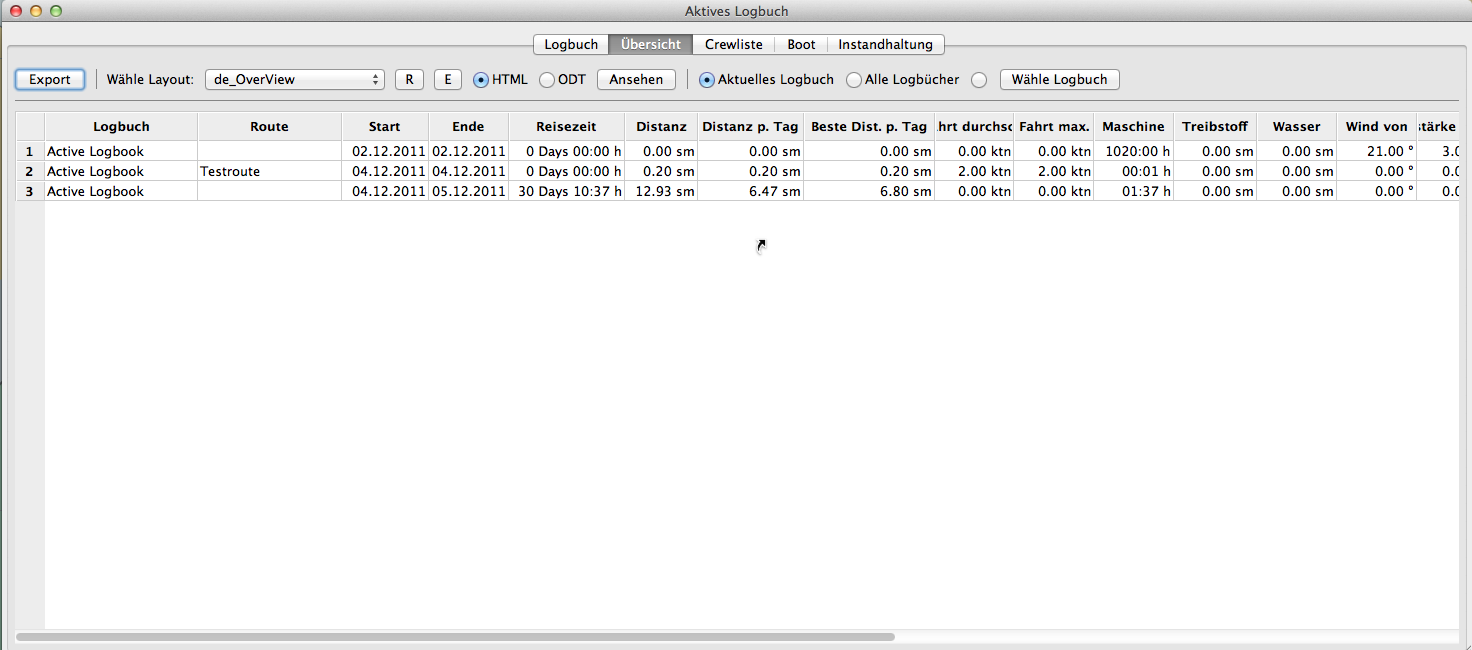 Aktives Logbuch
Logbuch Übersicht Crewliste Boot Instandhaltung
Export Wähle Layout: de_OverView R E HTML ODT Ansehen Aktuelles Logbuch Alle Logbücher Wähle Logbuch
Logbuch Route Start Ende Reisezeit Distanz Distanz p. Tag Beste Dist. p. Tag hrt durchsc Fahrt max. Maschine Treibstoff Wasser Wind von stärke
1 Active Logbook 02.12.2011 02.12.2011 0 Days 00:00 h 0.00 sm 0.00 sm 0.00 sm 0.00 ktn 0.00 ktn 1020:00 h 0.00 sm 0.00 sm 21.00 ° 3.0
2 Active Logbook Testroute 04.12.2011 04.12.2011 0 Days 00:00 h 0.20 sm 0.20 sm 0.20 sm 2.00 ktn 2.00 ktn 00:01 h 0.00 sm 0.00 sm 0.00 ° 0.0
3 Active Logbook 04.12.2011 05.12.2011 30 Days 10:37 h 12.93 sm 6.47 sm 6.80 sm 0.00 ktn 0.00 ktn 01:37 h 0.00 sm 0.00 sm 0.00 ° 0.0